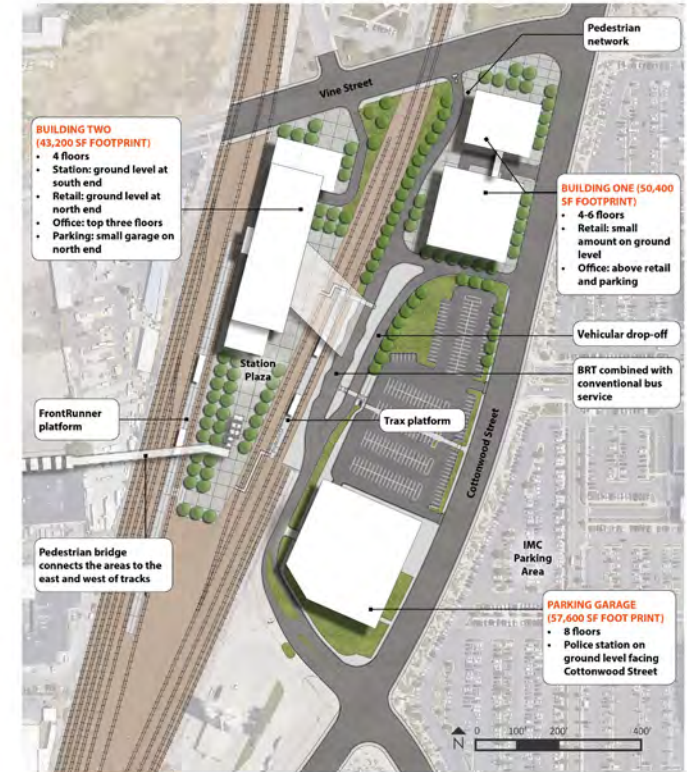 Pedestrian
network
Vine Street
BUILDING TWO
(43,200 SF FOOTPRINT)
• 4 floors
• Station: ground level at
south end
• Retail: ground level at
north end
• Office: top three floors
• Parking: small garage on
north end
BUILDING ONE (50,400
SF FOOTPRINT)
• 4-6 floors
• Retail: small
amount on ground
level
• Office: above retail
and parking
Vehicular drop-off
Station
Plaza
BRT combined with
conventional bus
service
FrontRunner
platform
Trax platform
Cottonwood Street
Pedestrian bridge
connects the areas to the
east and west of tracks
IMC
Parking
Area
PARKING GARAGE
(57,600 SF FOOT PRINT)
• 8 floors
• Police station on
ground level facing
Cottonwood Street
N
0 100' 200' 400'